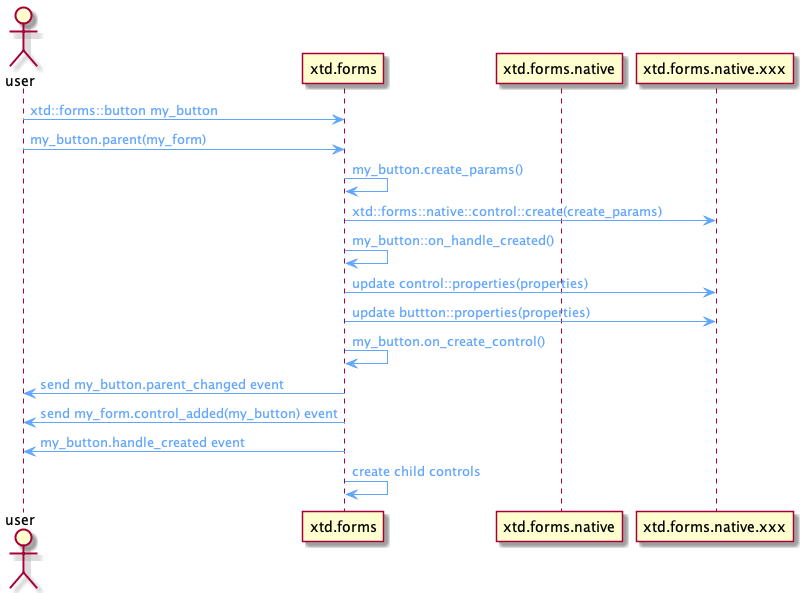 user
xtd.forms
xtd.forms.native
xtd.forms.native.xxx
xtd::forms::button my_button
my_button.parent(my_form)
my_button.create_params()
xtd::forms::native::control::create(create_params)
my_button::on_handle_created()
update control::properties(properties)
update buttton::properties(properties)
my_button.on_create_control()
send my_button.parent_changed event
send my_form.control_added(my_button) event
my_button.handle_created event
create child controls
user
xtd.forms
xtd.forms.native
xtd.forms.native.xxx